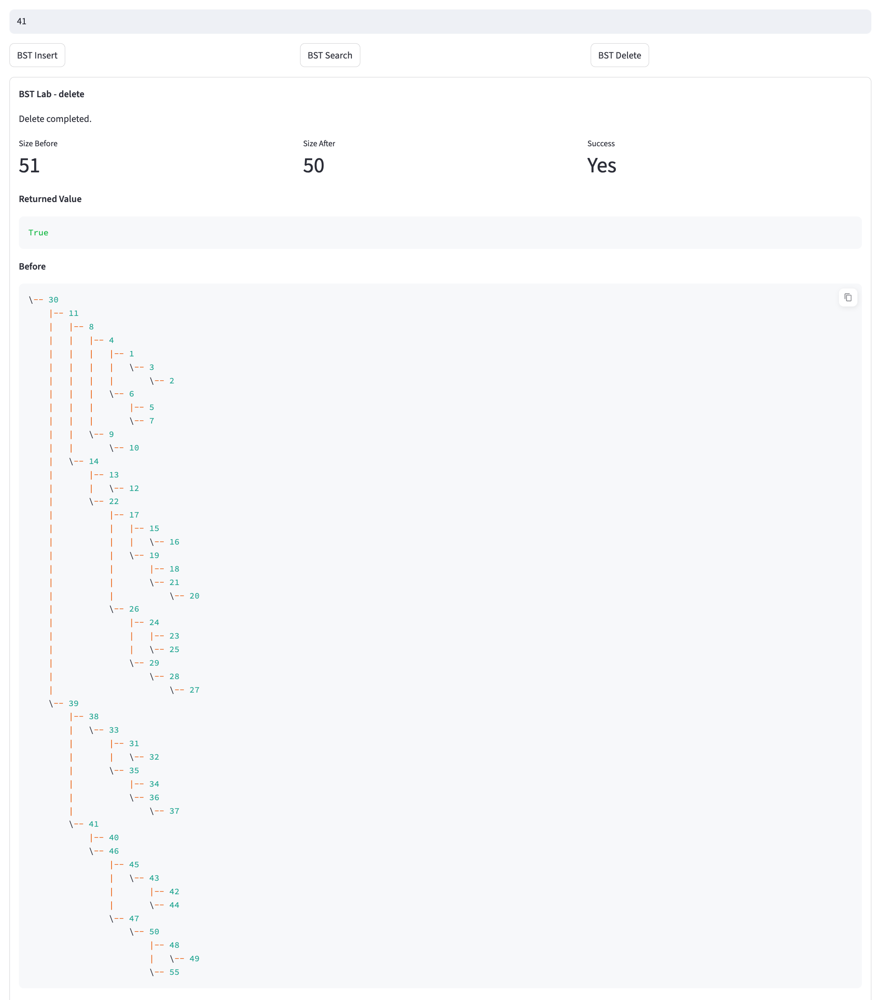 41
BST Insert BST Search BST Delete
BST Lab - delete
Delete completed.
Size Before Size After Success
51 50 Yes
Returned Value
True
Before
\-- 30
    |-- 11
    |   |-- 8
    |   |   |-- 4
    |   |   |   |-- 1
    |   |   |   |   \-- 3
    |   |   |   |       \-- 2
    |   |   |   \-- 6
    |   |   |       |-- 5
    |   |   |       \-- 7
    |   |   \-- 9
    |   |       \-- 10
    |   \-- 14
    |       |-- 13
    |       |   \-- 12
    |       \-- 22
    |           |-- 17
    |           |   |-- 15
    |           |   |   \-- 16
    |           |   \-- 19
    |           |       |-- 18
    |           |       \-- 21
    |           |           \-- 20
    |           \-- 26
    |               |-- 24
    |               |   |-- 23
    |               |   \-- 25
    |               \-- 29
    |                   \-- 28
    |                       \-- 27
    \-- 39
        |-- 38
        |   \-- 33
        |       |-- 31
        |       |   \-- 32
        |       \-- 35
        |           |-- 34
        |           \-- 36
        |               \-- 37
        \-- 41
            |-- 40
            \-- 46
                |-- 45
                |   \-- 43
                |       |-- 42
                |       \-- 44
                \-- 47
                    \-- 50
                        |-- 48
                        |   \-- 49
                        \-- 55